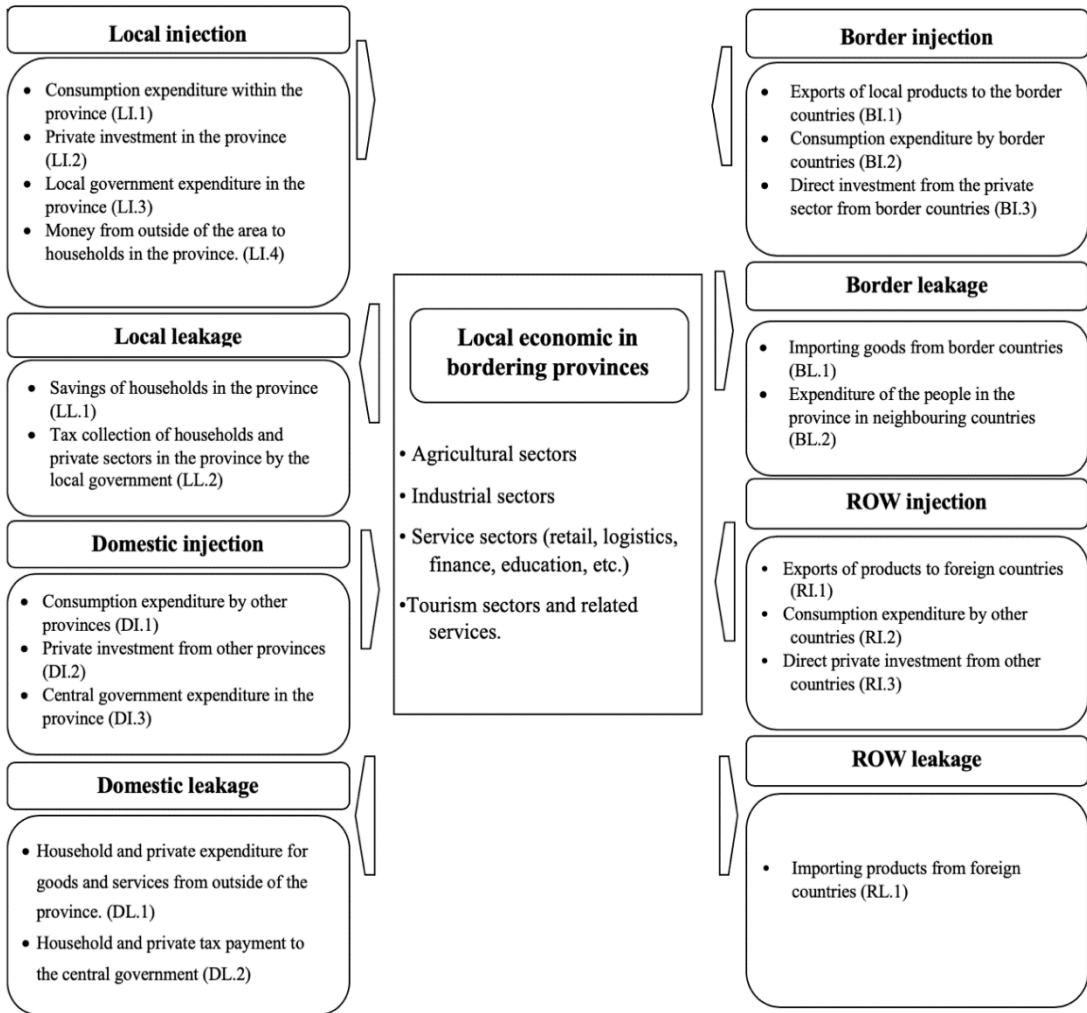 Local injection
• Consumption expenditure within the
province (LI.1)
• Private investment in the province
(LI.2)
• Local government expenditure in the
province (LI.3)
• Money from outside of the area to
households in the province. (LI.4)
Local leakage
• Savings of households in the province
(LL.1)
• Tax collection of households and
private sectors in the province by the
local government (LL.2)
Domestic injection
• Consumption expenditure by other
provinces (DI.1)
• Private investment from other provinces
(DI.2)
• Central government expenditure in the
province (DI.3)
Domestic leakage
• Household and private expenditure for
goods and services from outside of the
province. (DL.1)
• Household and private tax payment to
the central government (DL.2)
Local economic in
bordering provinces
• Agricultural sectors
• Industrial sectors
• Service sectors (retail, logistics,
finance, education, etc.)
•Tourism sectors and related
services.
Border injection
• Exports of local products to the border
countries (BI.1)
• Consumption expenditure by border
countries (BI.2)
• Direct investment from the private
sector from border countries (BI.3)
Border leakage
• Importing goods from border countries
(BL.1)
• Expenditure of the people in the
province in neighbouring countries
(BL.2)
ROW injection
• Exports of products to foreign countries
(RI.1)
• Consumption expenditure by other
countries (RI.2)
• Direct private investment from other
countries (RI.3)
ROW leakage
• Importing products from foreign
countries (RL.1)